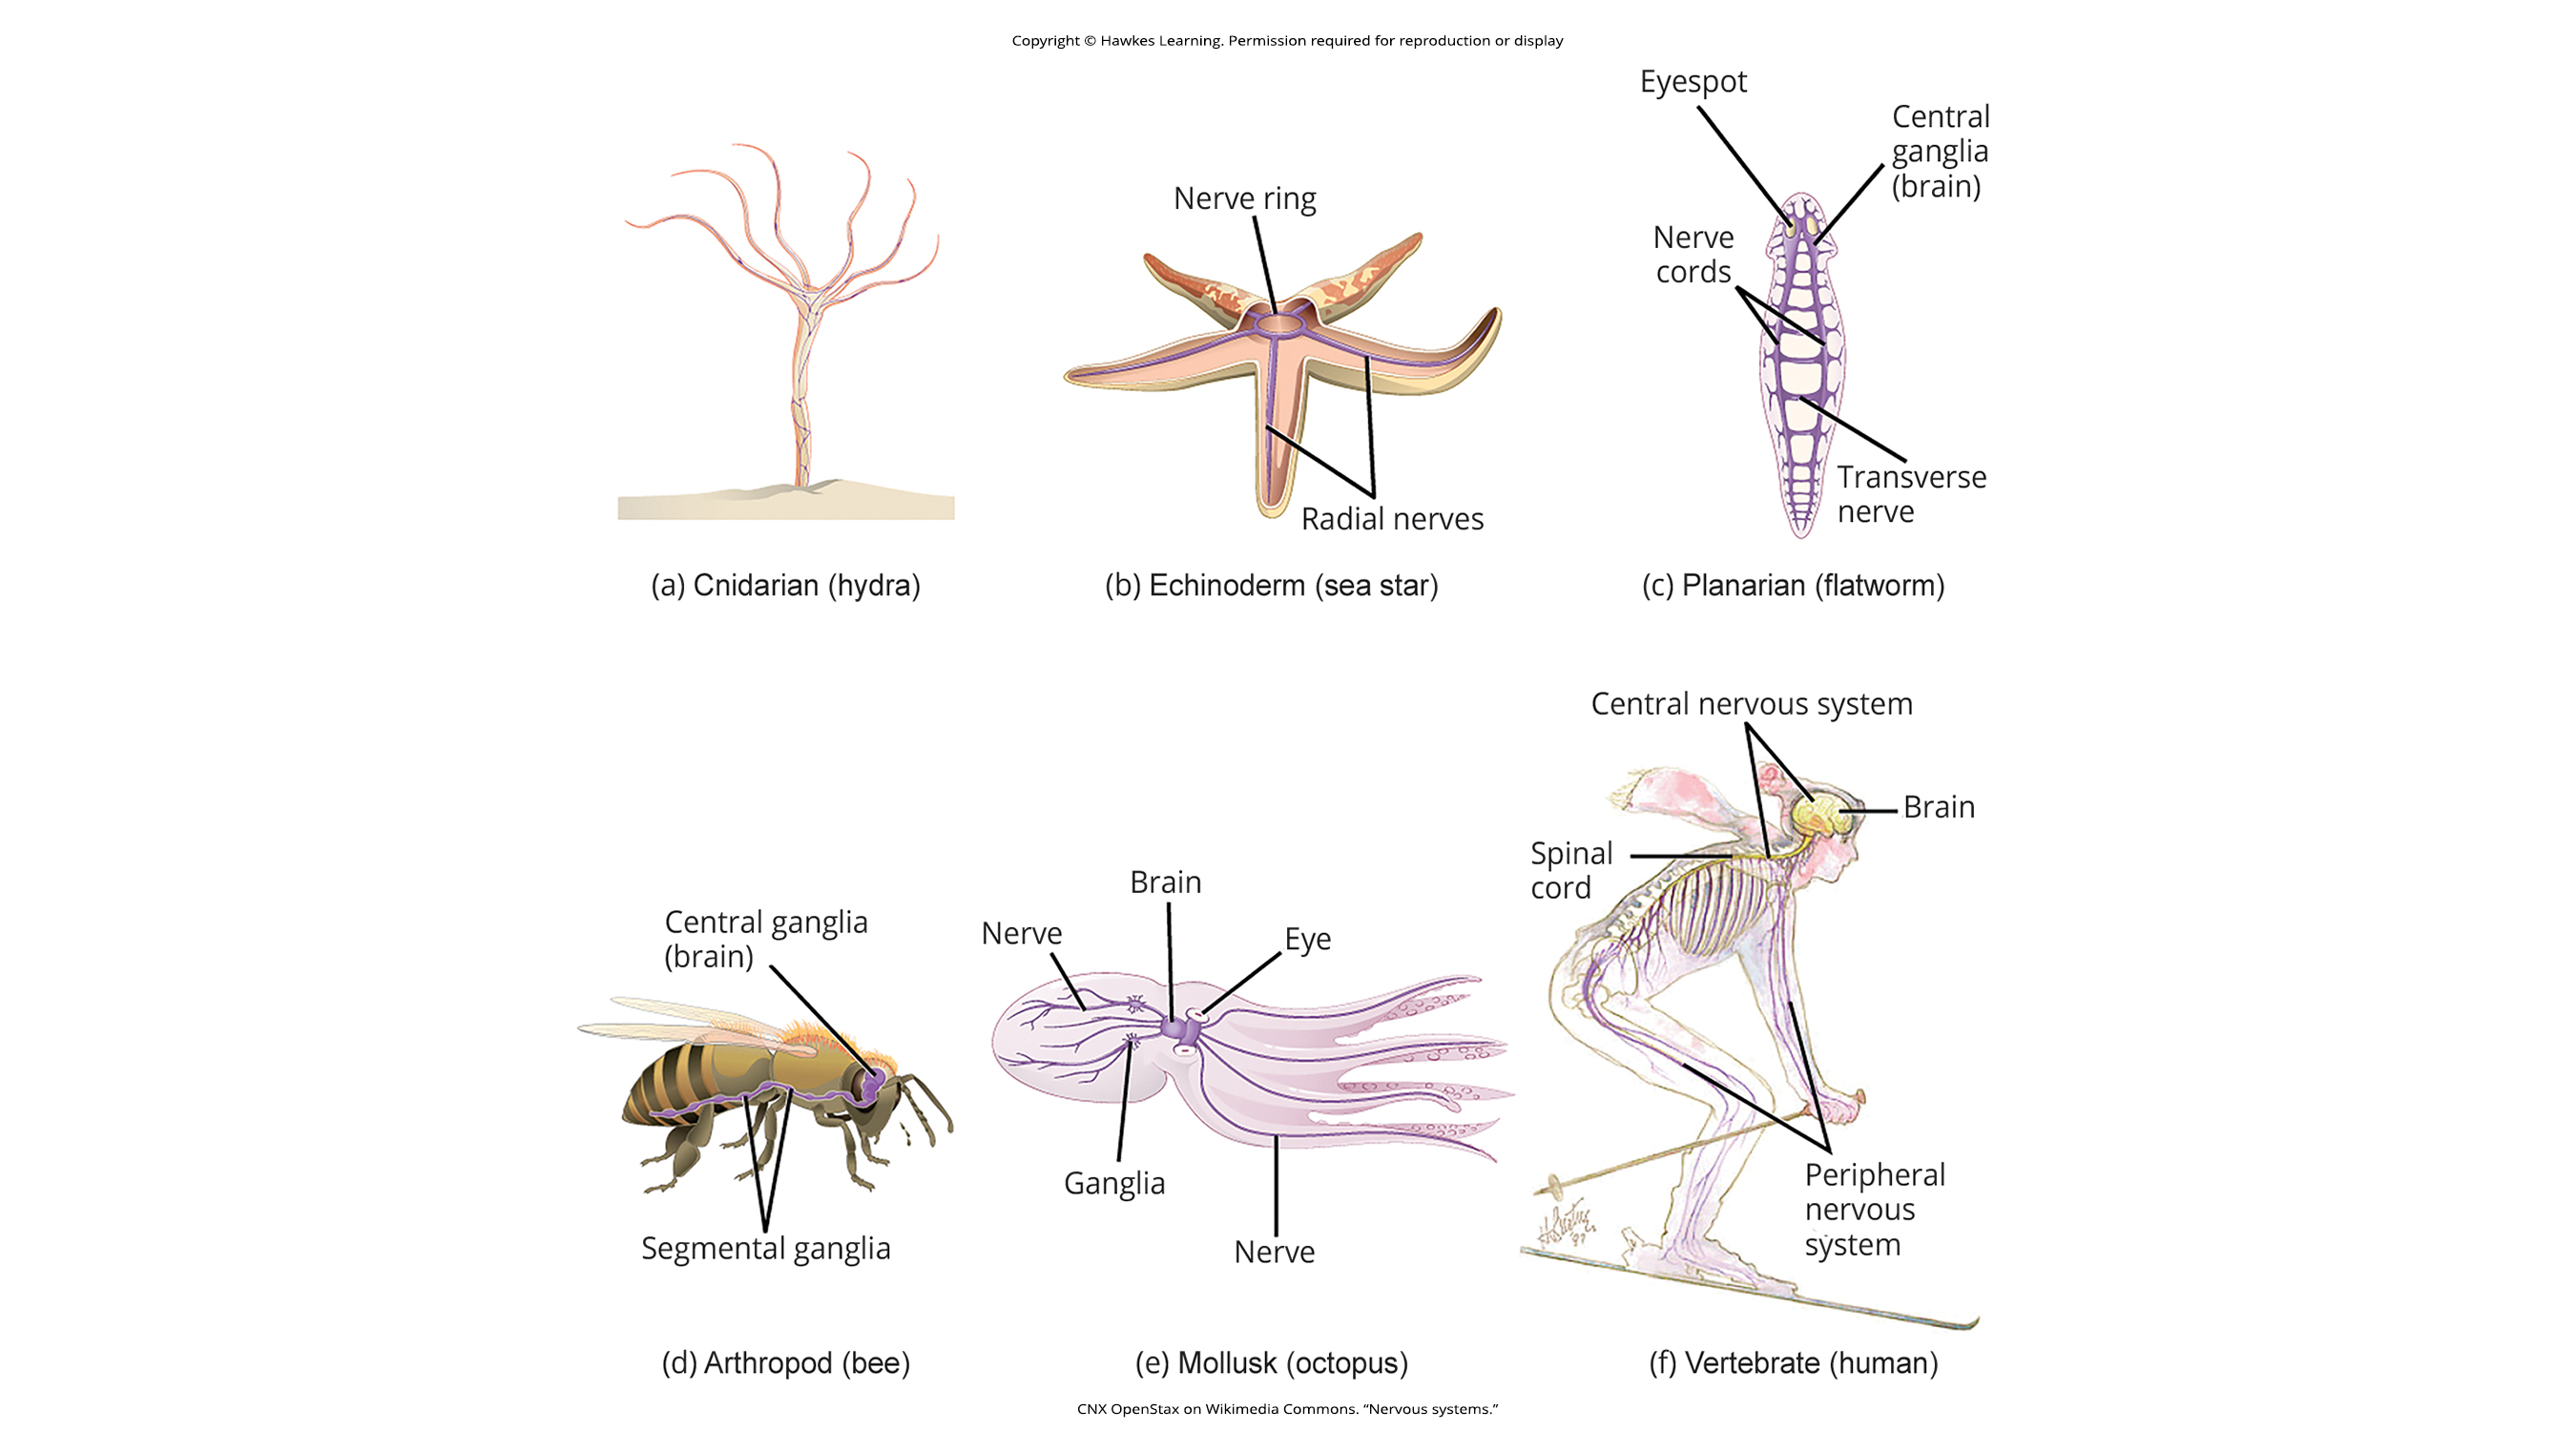 Copyright © Hawkes Learning. Permission required for reproduction or display
Eyespot
Central
ganglia
(brain)
Nerve ring
Nerve
cords
Transverse
nerve
Radial nerves
(a) Cnidarian (hydra)
(b) Echinoderm (sea star)
(c) Planarian (flatworm)
Central nervous system
Brain
Spinal
cord
Brain
Nerve
Eye
Central ganglia
(brain)
Ganglia
Nerve
Segmental ganglia
Peripheral
nervous
system
(d) Arthropod (bee)
(e) Mollusk (octopus)
(f) Vertebrate (human)
CNX OpenStax on Wikimedia Commons. “Nervous systems.”